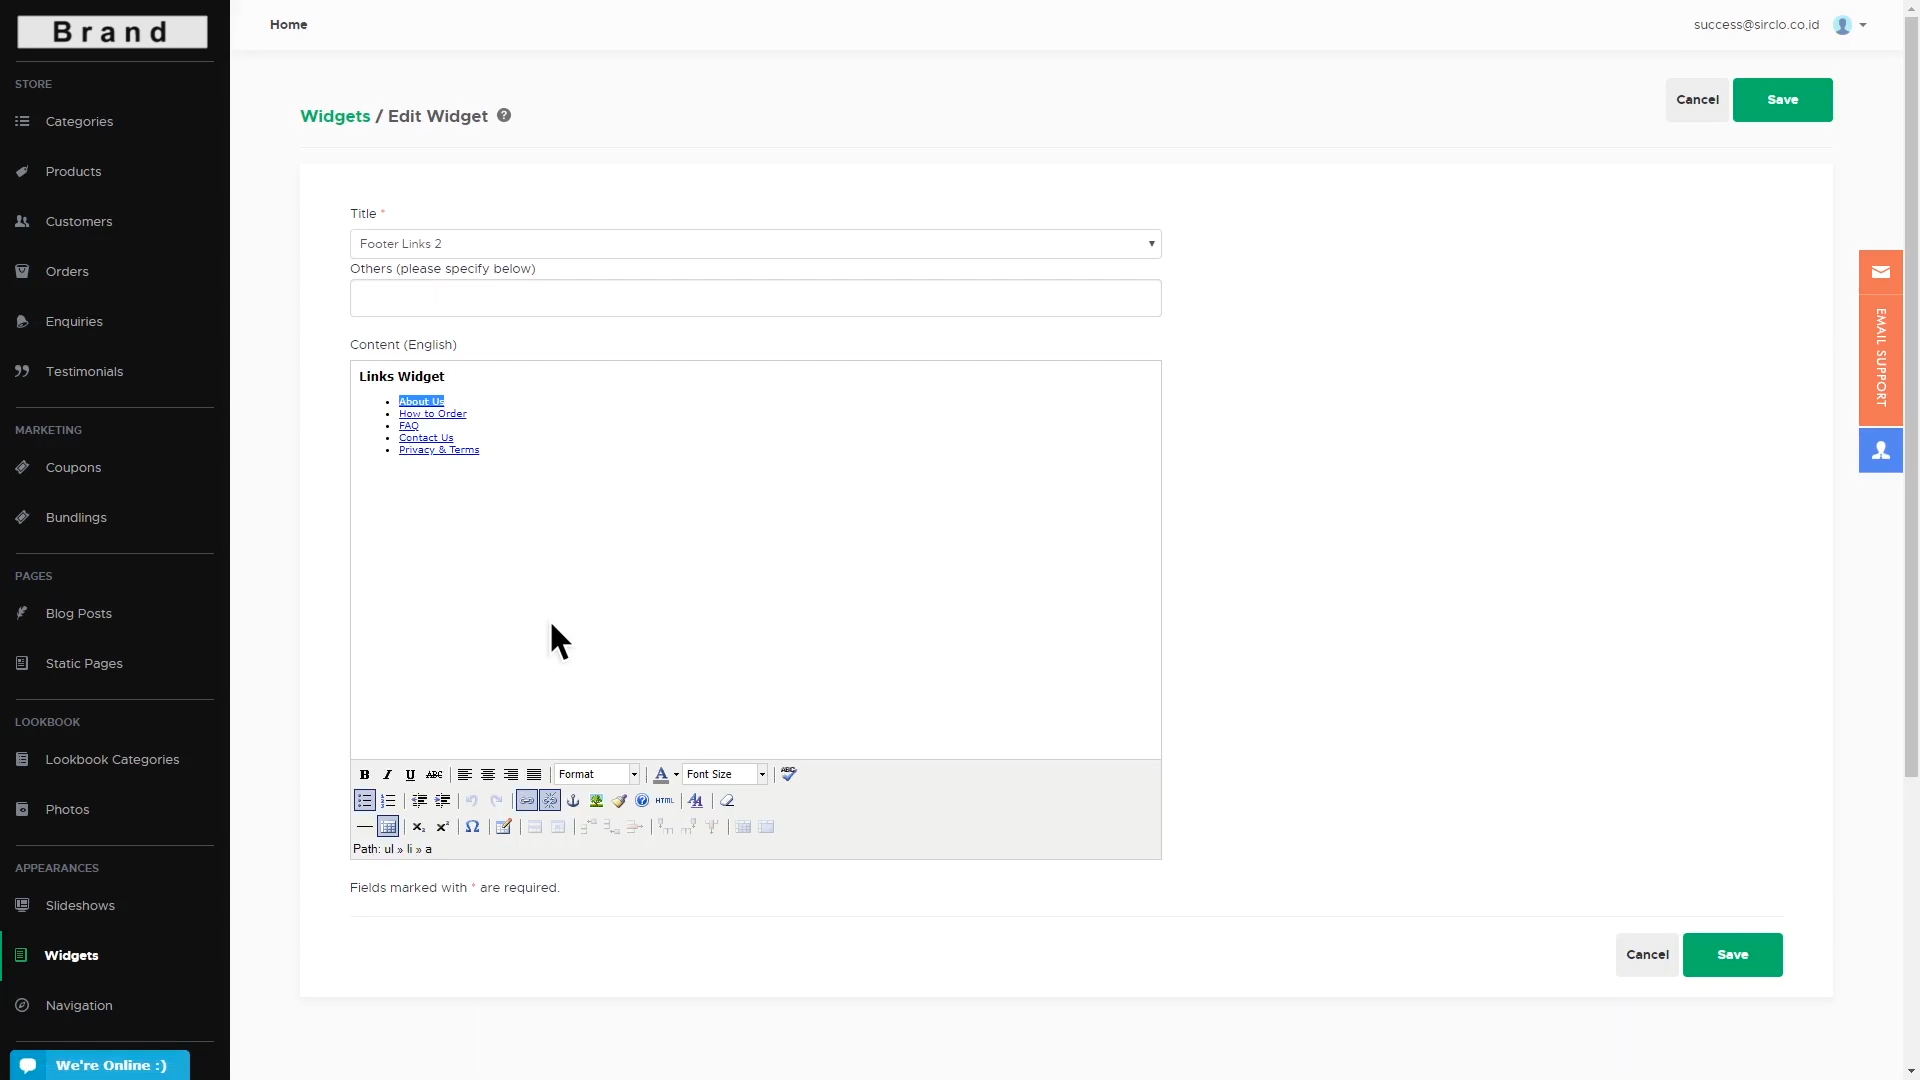 Brand
Home
success@sirclo.co.id
STORE
Categories
Products
Customers
Orders
Enquiries
Testimonials
MARKETING
Coupons
Bundlings
PAGES
Blog Posts
Static Pages
LOOKBOOK
Lookbook Categories
Photos
APPEARANCES
Slideshows
Widgets
Navigation
We're Online :)
Widgets / Edit Widget ?
Cancel
Save
Title *
Footer Links 2
Others (please specify below)
Content (English)
Links Widget
About Us
How to Order
FAQ
Contact Us
Privacy & Terms
B I U ABC Format A Font Size ABC
HTML
Path: ul » li » a
Fields marked with * are required.
Cancel
Save
EMAIL SUPPORT